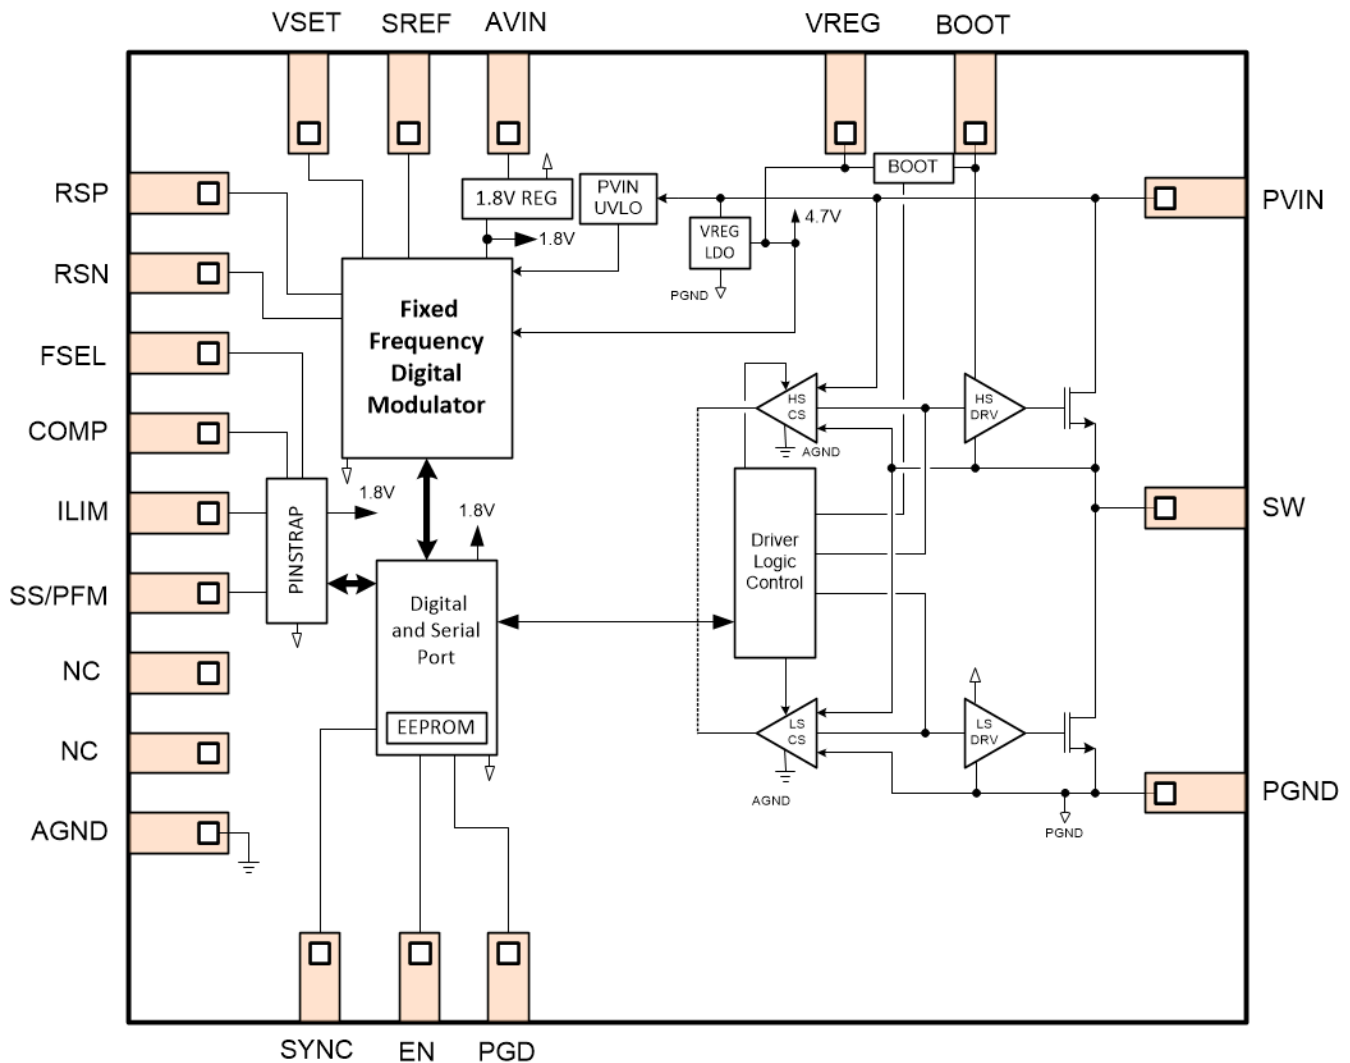 VSET
SREF
AVIN
VREG
BOOT
RSP
RSN
FSEL
COMP
ILIM
SS/PFM
NC
NC
AGND
1.8V REG
1.8V
PVIN
UVLO
BOOT
VREG
LDO
4.7V
PGND
Fixed
Frequency
Digital
Modulator
PINSTRAP
1.8V
1.8V
Digital
and Serial
Port
EEPROM
HS
CS
AGND
HS
DRV
Driver
Logic
Control
LS
CS
AGND
LS
DRV
PGND
PVIN
SW
PGND
SYNC
EN
PGD